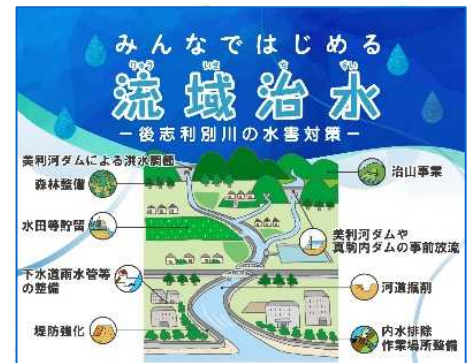 みんなではじめる
りゅう いき ち すい
流域治水
－後志利別川の水害対策－
美利河ダムによる洪水調節
森林整備
治山事業
水田等貯留
美利河ダムや
真駒内ダムの事前放流
下水道雨水管等
の整備
河道掘削
堤防強化
内水排除
作業場所整備